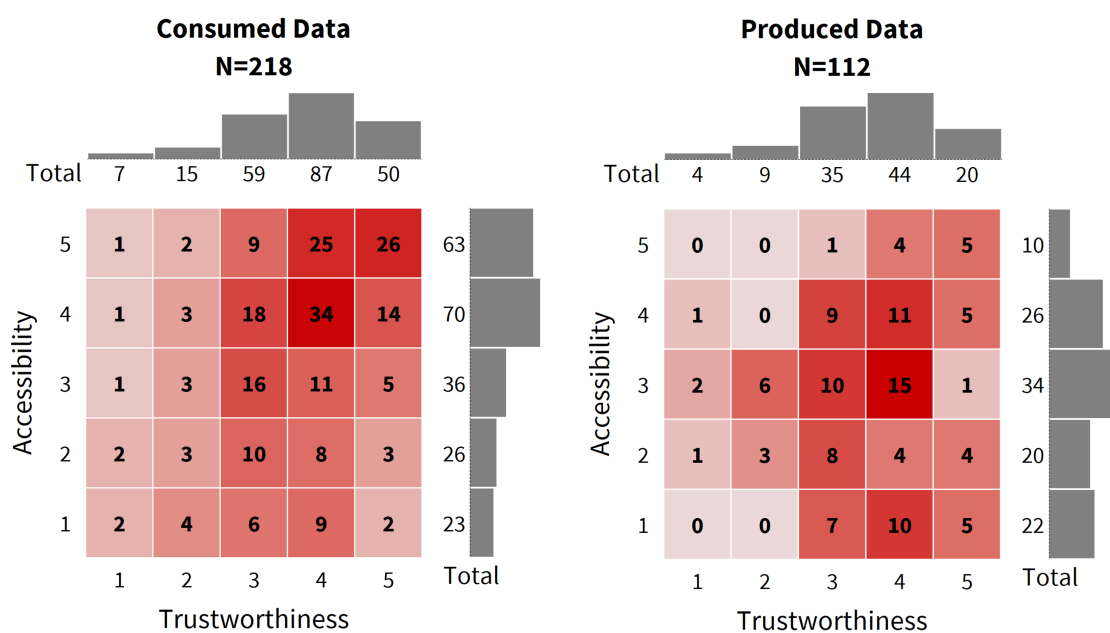 Consumed Data
N=218
Total 7 15 59 87 50
5 1 2 9 25 26 63
4 1 3 18 34 14 70
3 1 3 16 11 5 36
2 2 3 10 8 3 26
1 2 4 6 9 2 23
Accessibility
Total
1 2 3 4 5
Trustworthiness
Produced Data
N=112
Total 4 9 35 44 20
5 0 0 1 4 5 10
4 1 0 9 11 5 26
3 2 6 10 15 1 34
2 1 3 8 4 4 20
1 0 0 7 10 5 22
Accessibility
Total
1 2 3 4 5
Trustworthiness